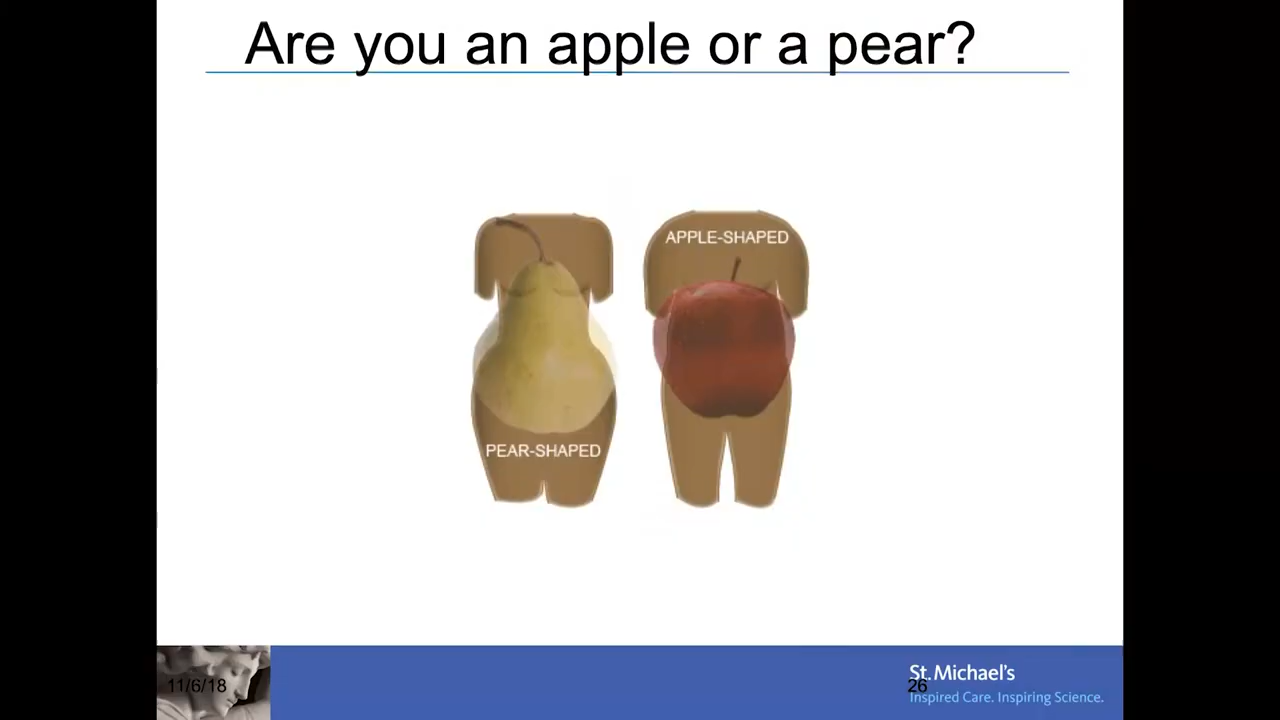 Are you an apple or a pear?
APPLE-SHAPED
PEAR-SHAPED
11/6/18
St. Michael's
26
Inspired Care. Inspiring Science.